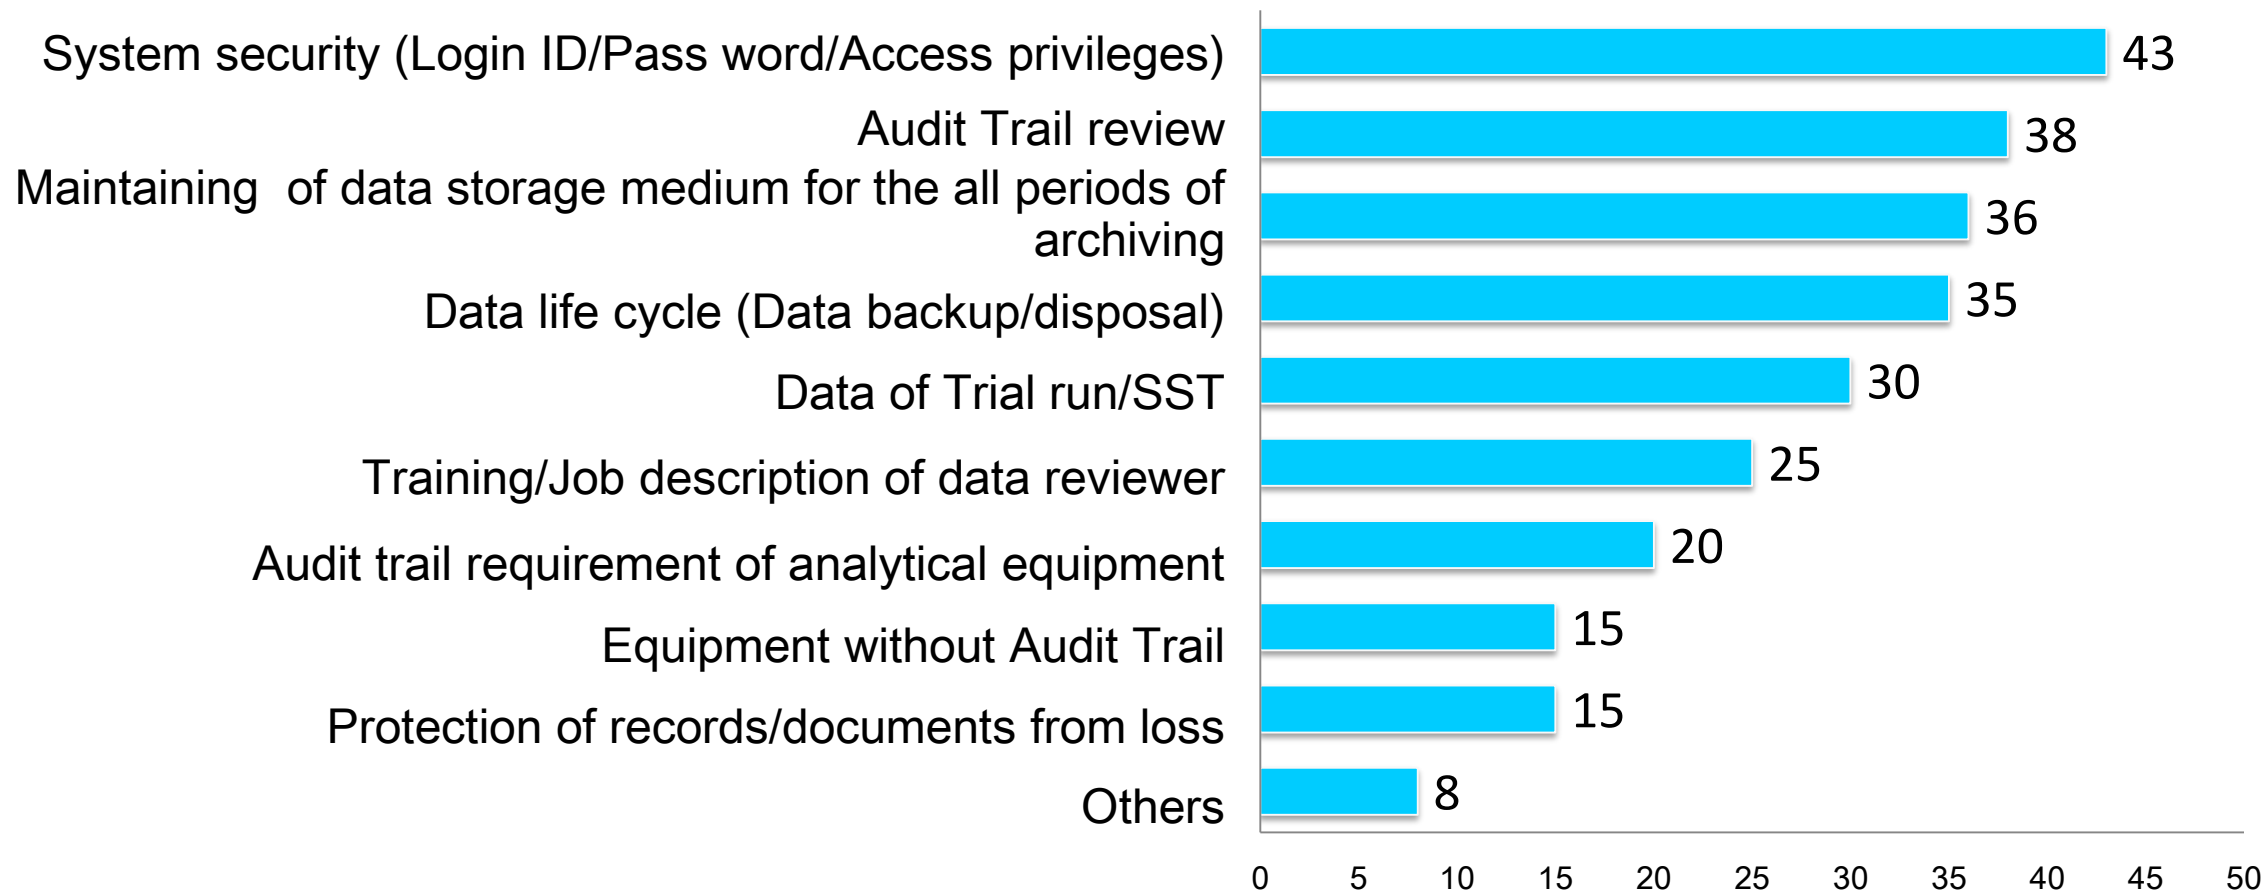 System security (Login ID/Pass word/Access privileges) 43
Audit Trail review 38
Maintaining  of data storage medium for the all periods of
archiving 36
Data life cycle (Data backup/disposal) 35
Data of Trial run/SST 30
Training/Job description of data reviewer 25
Audit trail requirement of analytical equipment 20
Equipment without Audit Trail 15
Protection of records/documents from loss 15
Others 8
0 5 10 15 20 25 30 35 40 45 50